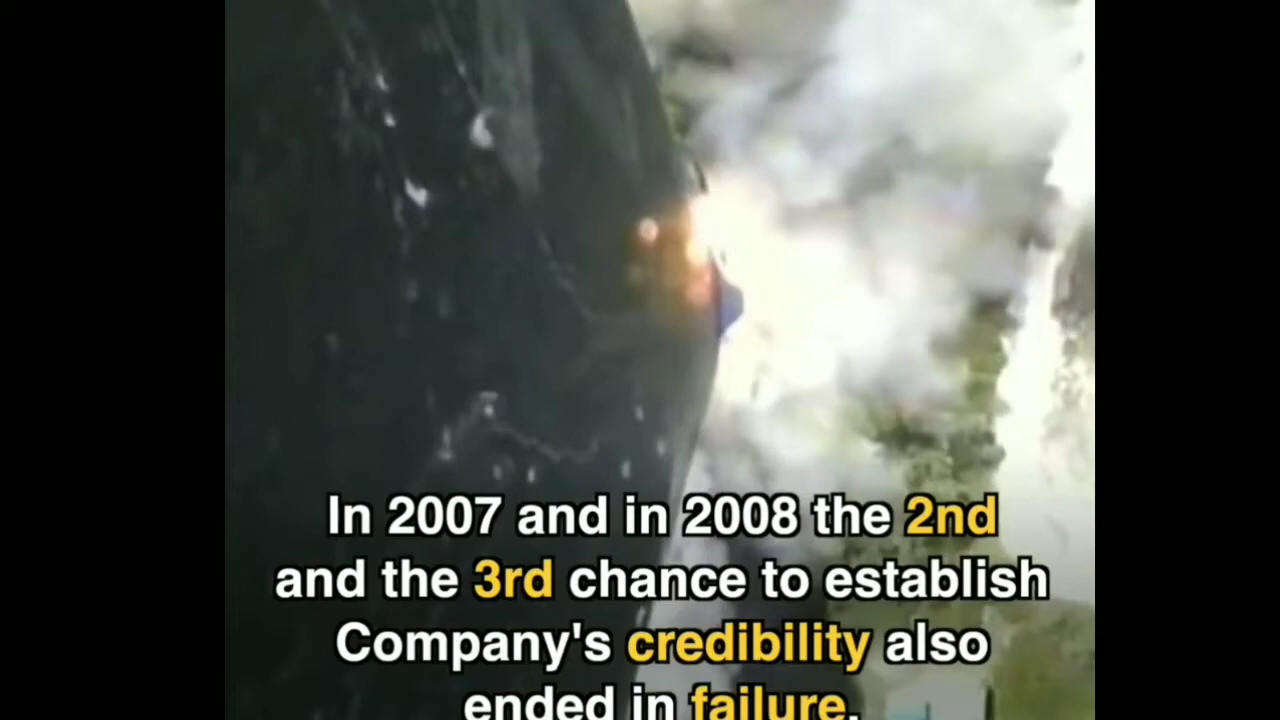 In 2007 and in 2008 the 2nd
and the 3rd chance to establish
Company's credibility also
ended in failure.